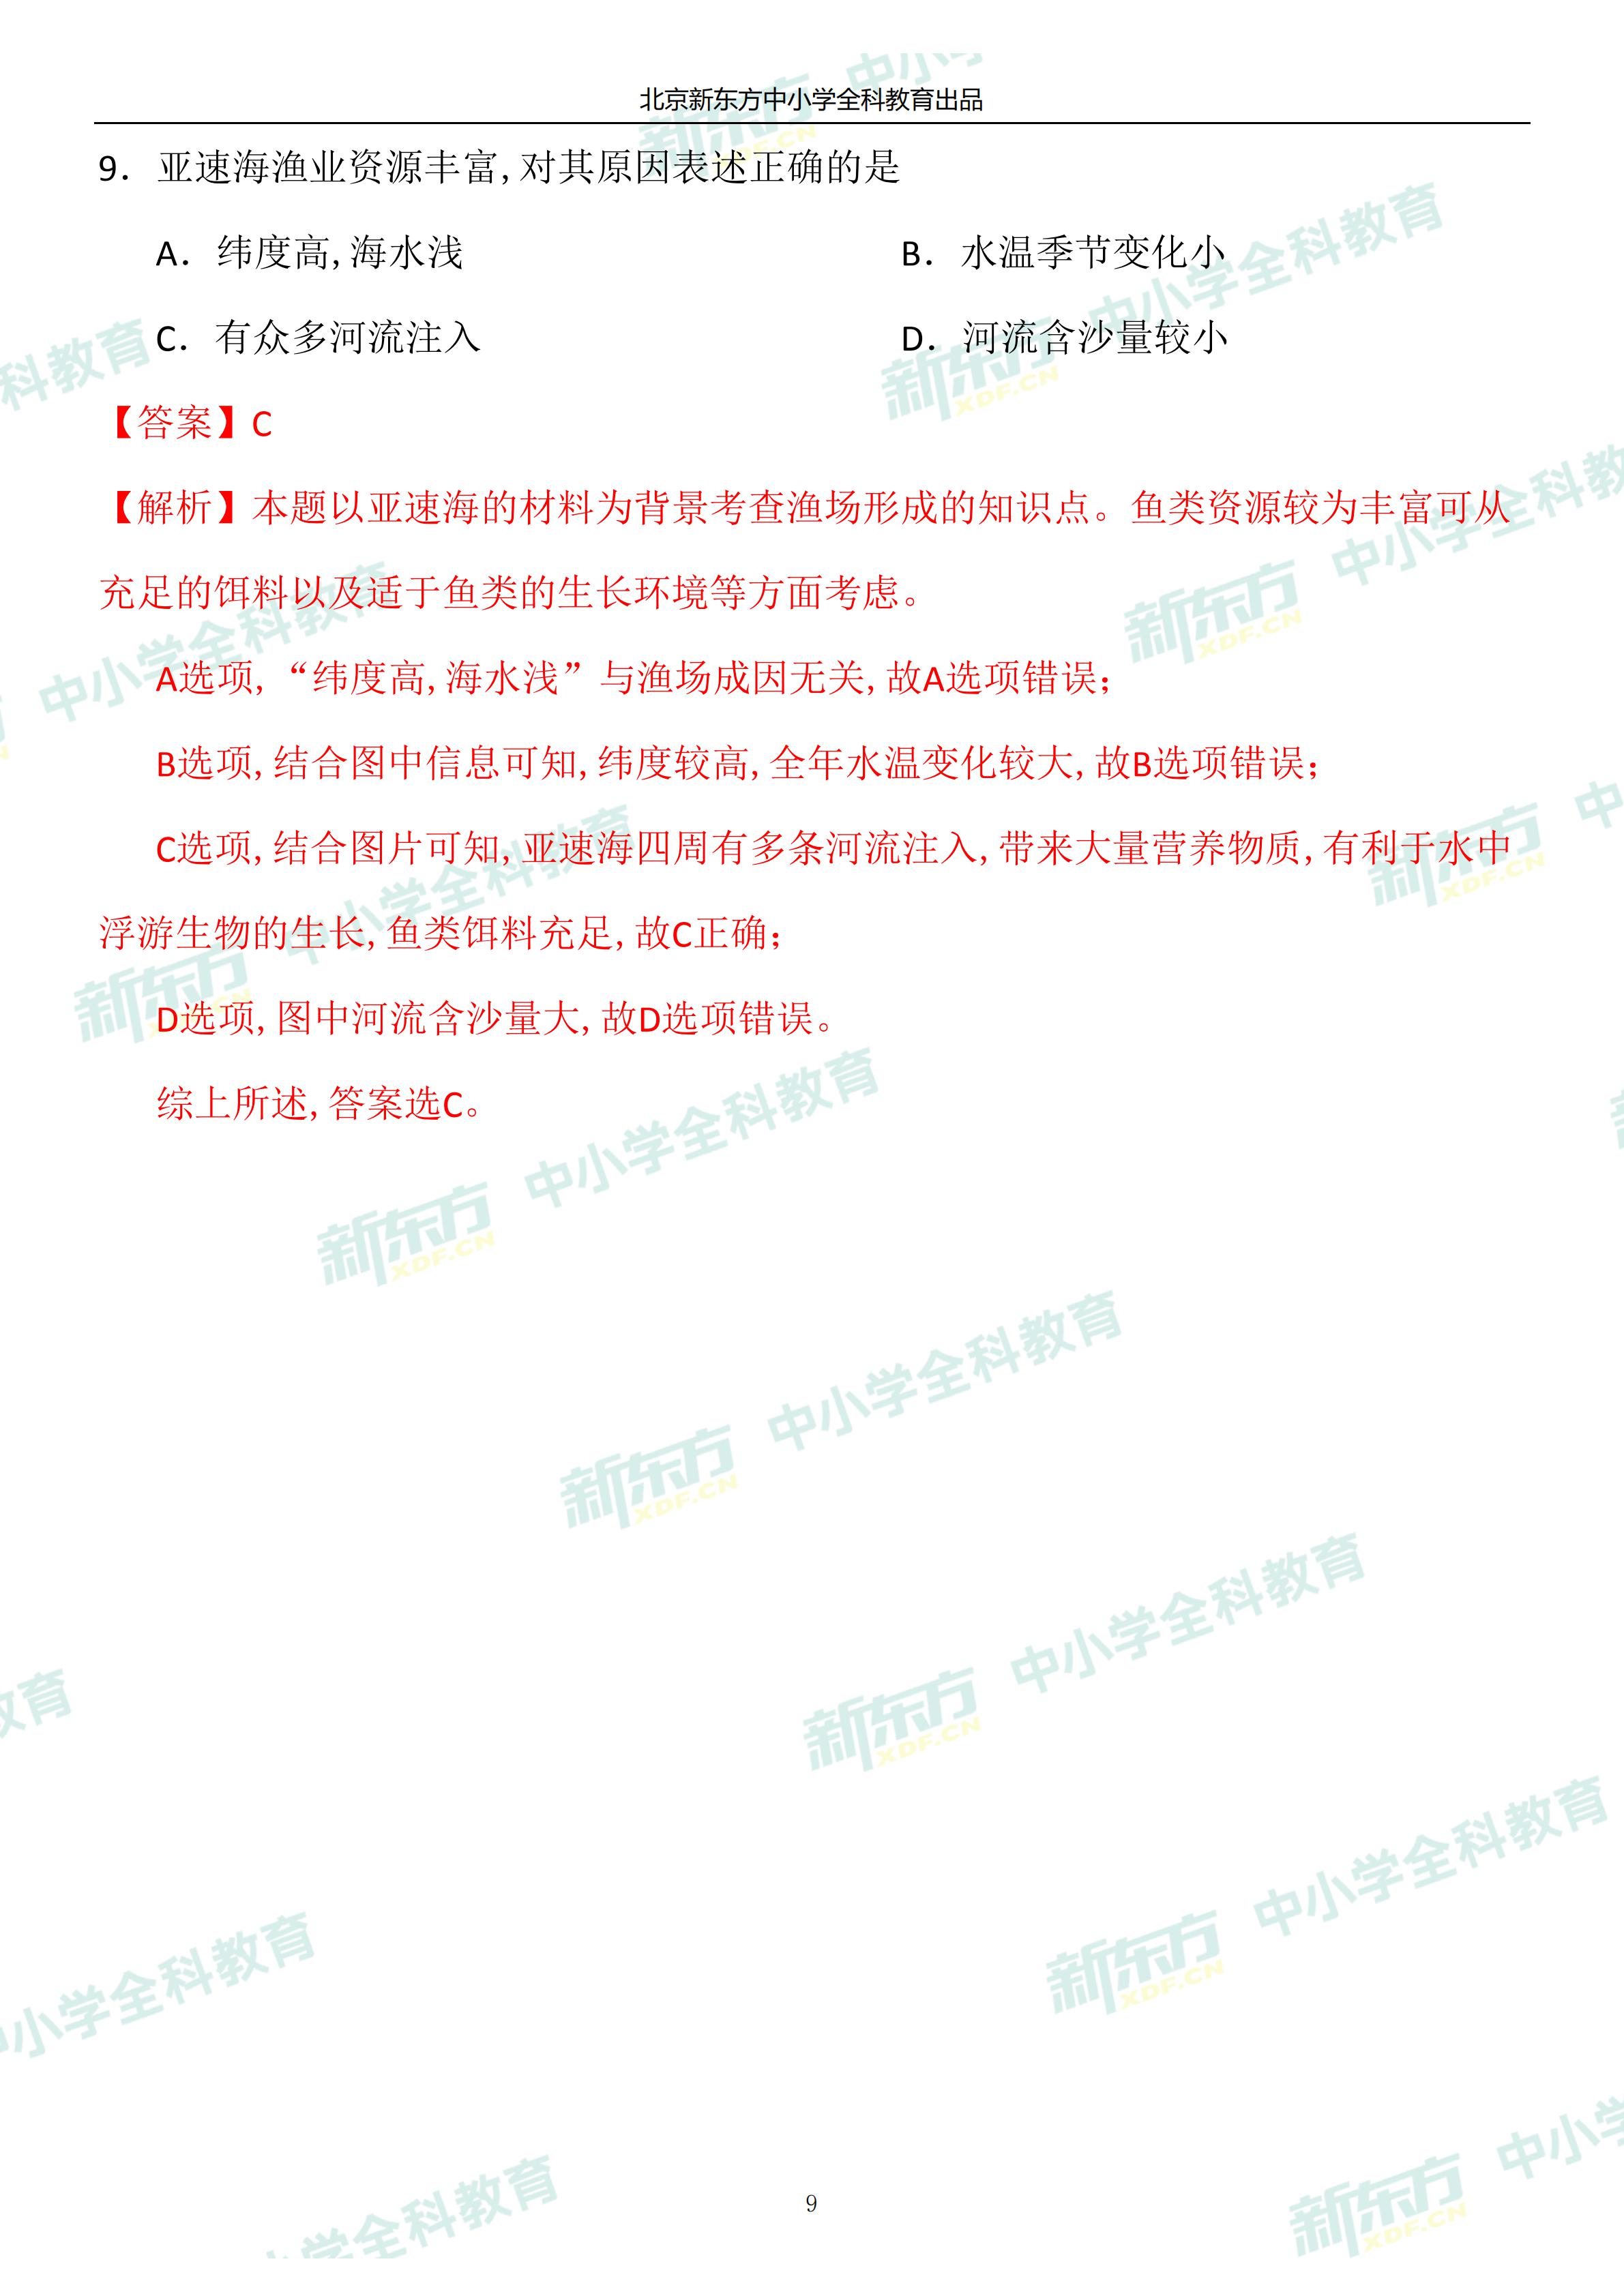 北京新东方中小学全科教育出品
9． 亚速海渔业资源丰富,对其原因表述正确的是
A． 纬度高,海水浅
B． 水温季节变化小
C． 有众多河流注入
D． 河流含沙量较小
【答案】C
【解析】本题以亚速海的材料为背景考查渔场形成的知识点。鱼类资源较为丰富可从
充足的饵料以及适于鱼类的生长环境等方面考虑。
A选项,“纬度高,海水浅”与渔场成因无关,故A选项错误;
B选项,结合图中信息可知,纬度较高,全年水温变化较大,故B选项错误;
C选项,结合图片可知,亚速海四周有多条河流注入,带来大量营养物质,有利于水中
浮游生物的生长,鱼类饵料充足,故C正确;
D选项,图中河流含沙量大,故D选项错误。
综上所述,答案选C。
新东方 XDF.CN 中小学全科教育
9